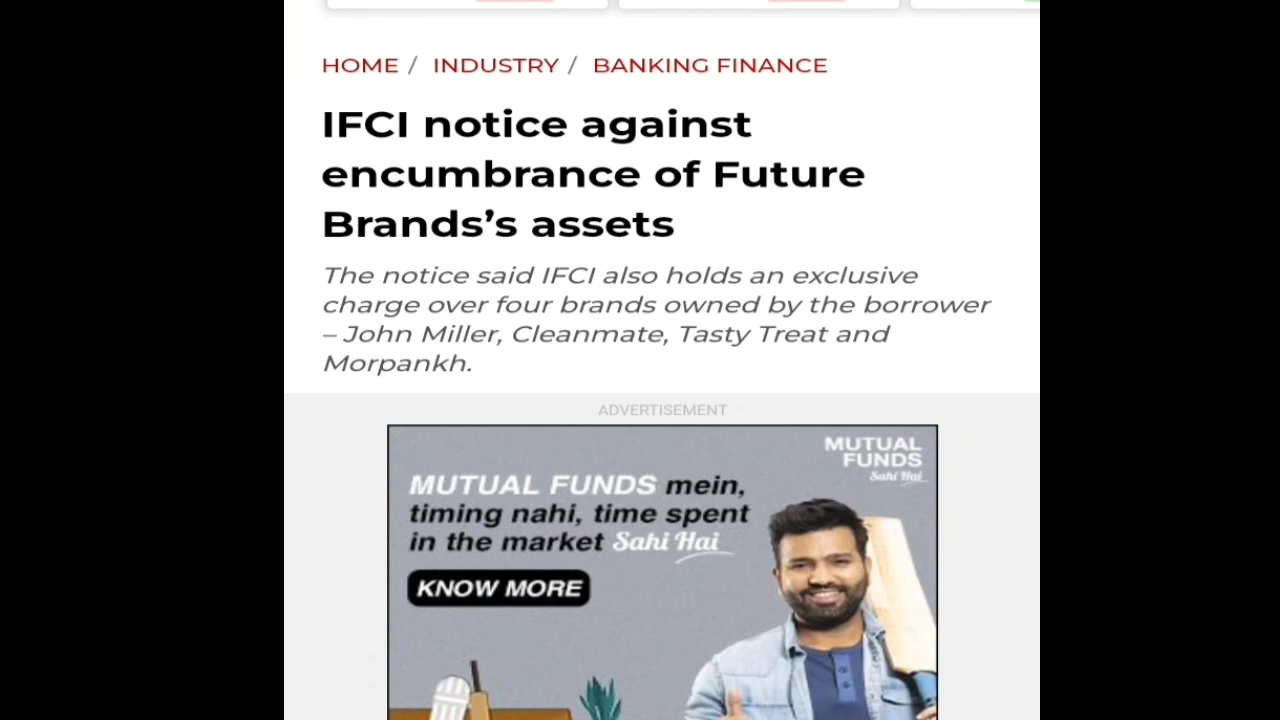 HOME / INDUSTRY / BANKING FINANCE
IFCI notice against
encumbrance of Future
Brands’s assets
The notice said IFCI also holds an exclusive
charge over four brands owned by the borrower
– John Miller, Cleanmate, Tasty Treat and
Morpankh.
ADVERTISEMENT
MUTUAL
FUNDS
Sahi Hai
MUTUAL FUNDS mein,
timing nahi, time spent
in the market Sahi Hai
KNOW MORE